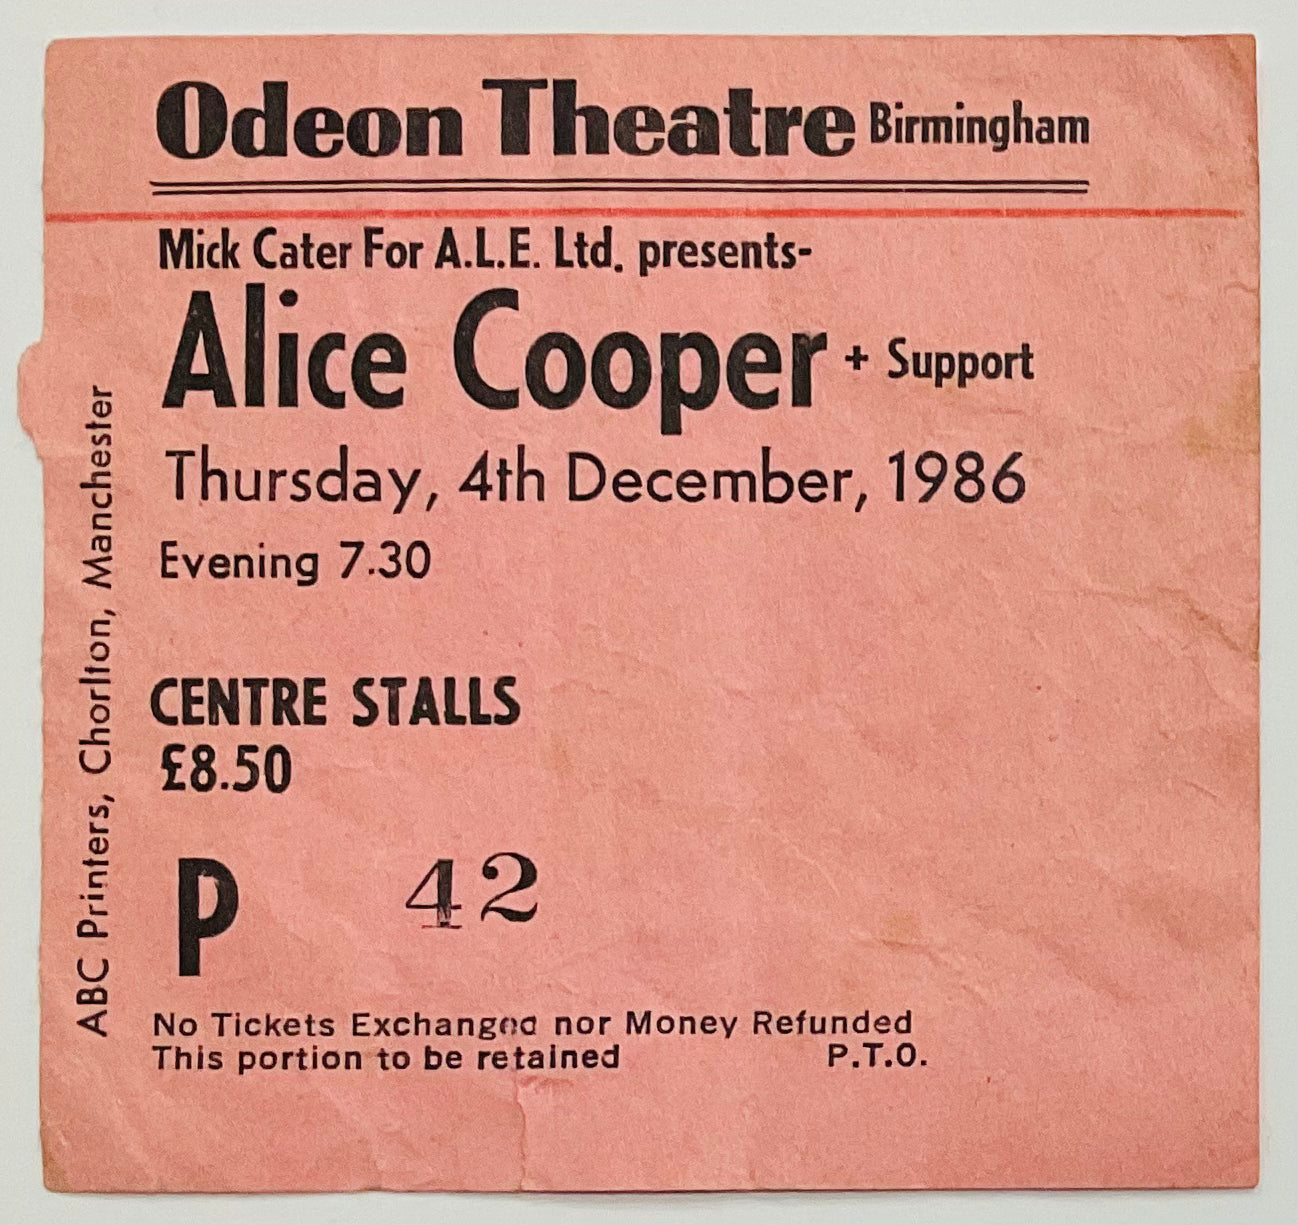 Odeon Theatre Birmingham
Mick Cater For A.L.E. Ltd. presents-
Alice Cooper + Support
Thursday, 4th December, 1986
Evening 7.30
CENTRE STALLS
£8.50
P 42
No Tickets Exchanged nor Money Refunded
This portion to be retained P.T.O.
ABC Printers, Chorlton, Manchester